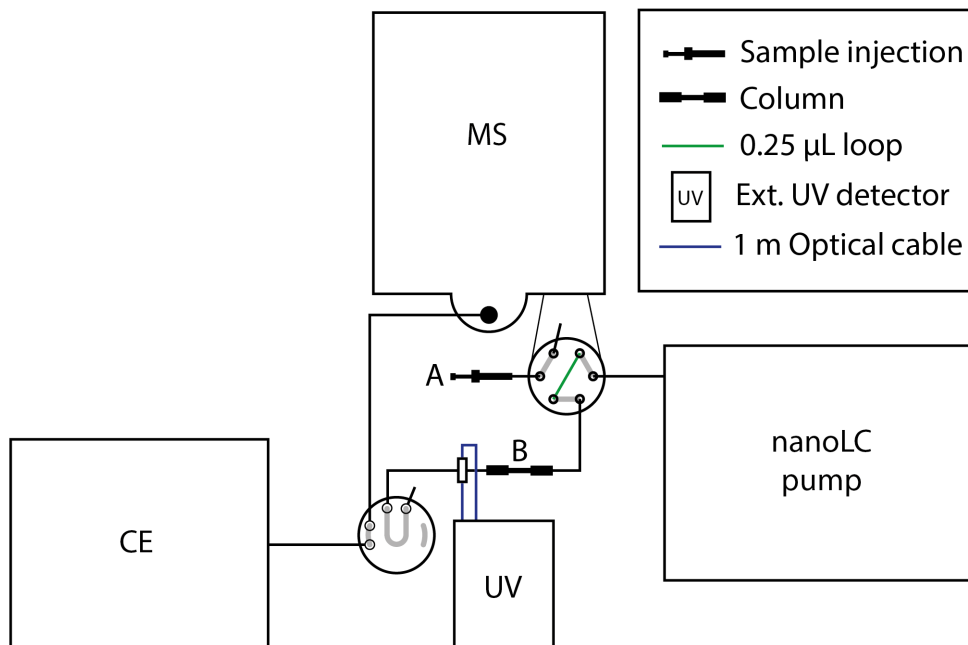 MS
Sample injection
Column
0.25 µL loop
UV
Ext. UV detector
1 m Optical cable
A
B
nanoLC
pump
CE
UV